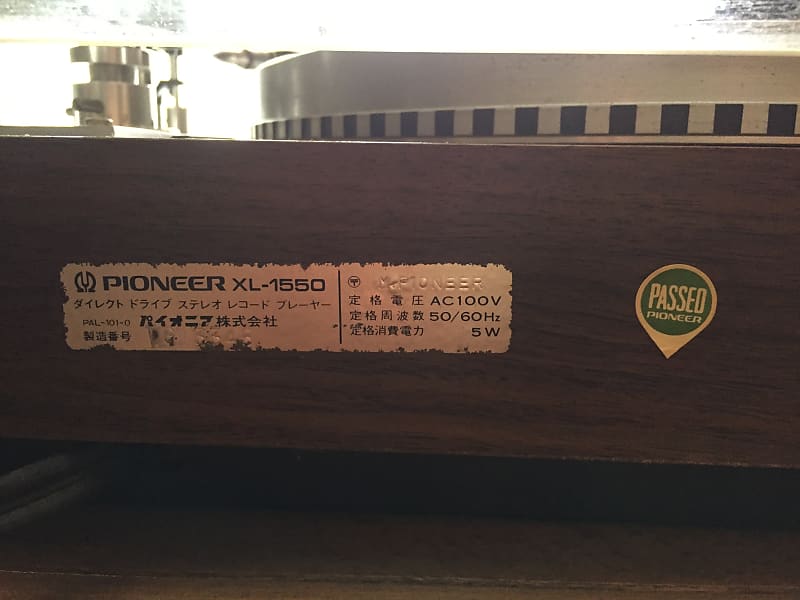 PIONEER XL-1550
ダイレクト ドライブ ステレオ レコード プレーヤー
PAL-101-0 パイオニア株式会社
製造番号
〒 PIONEER
定格電圧 AC100V
定格周波数 50/60Hz
定格消費電力 5W
PASSED
PIONEER